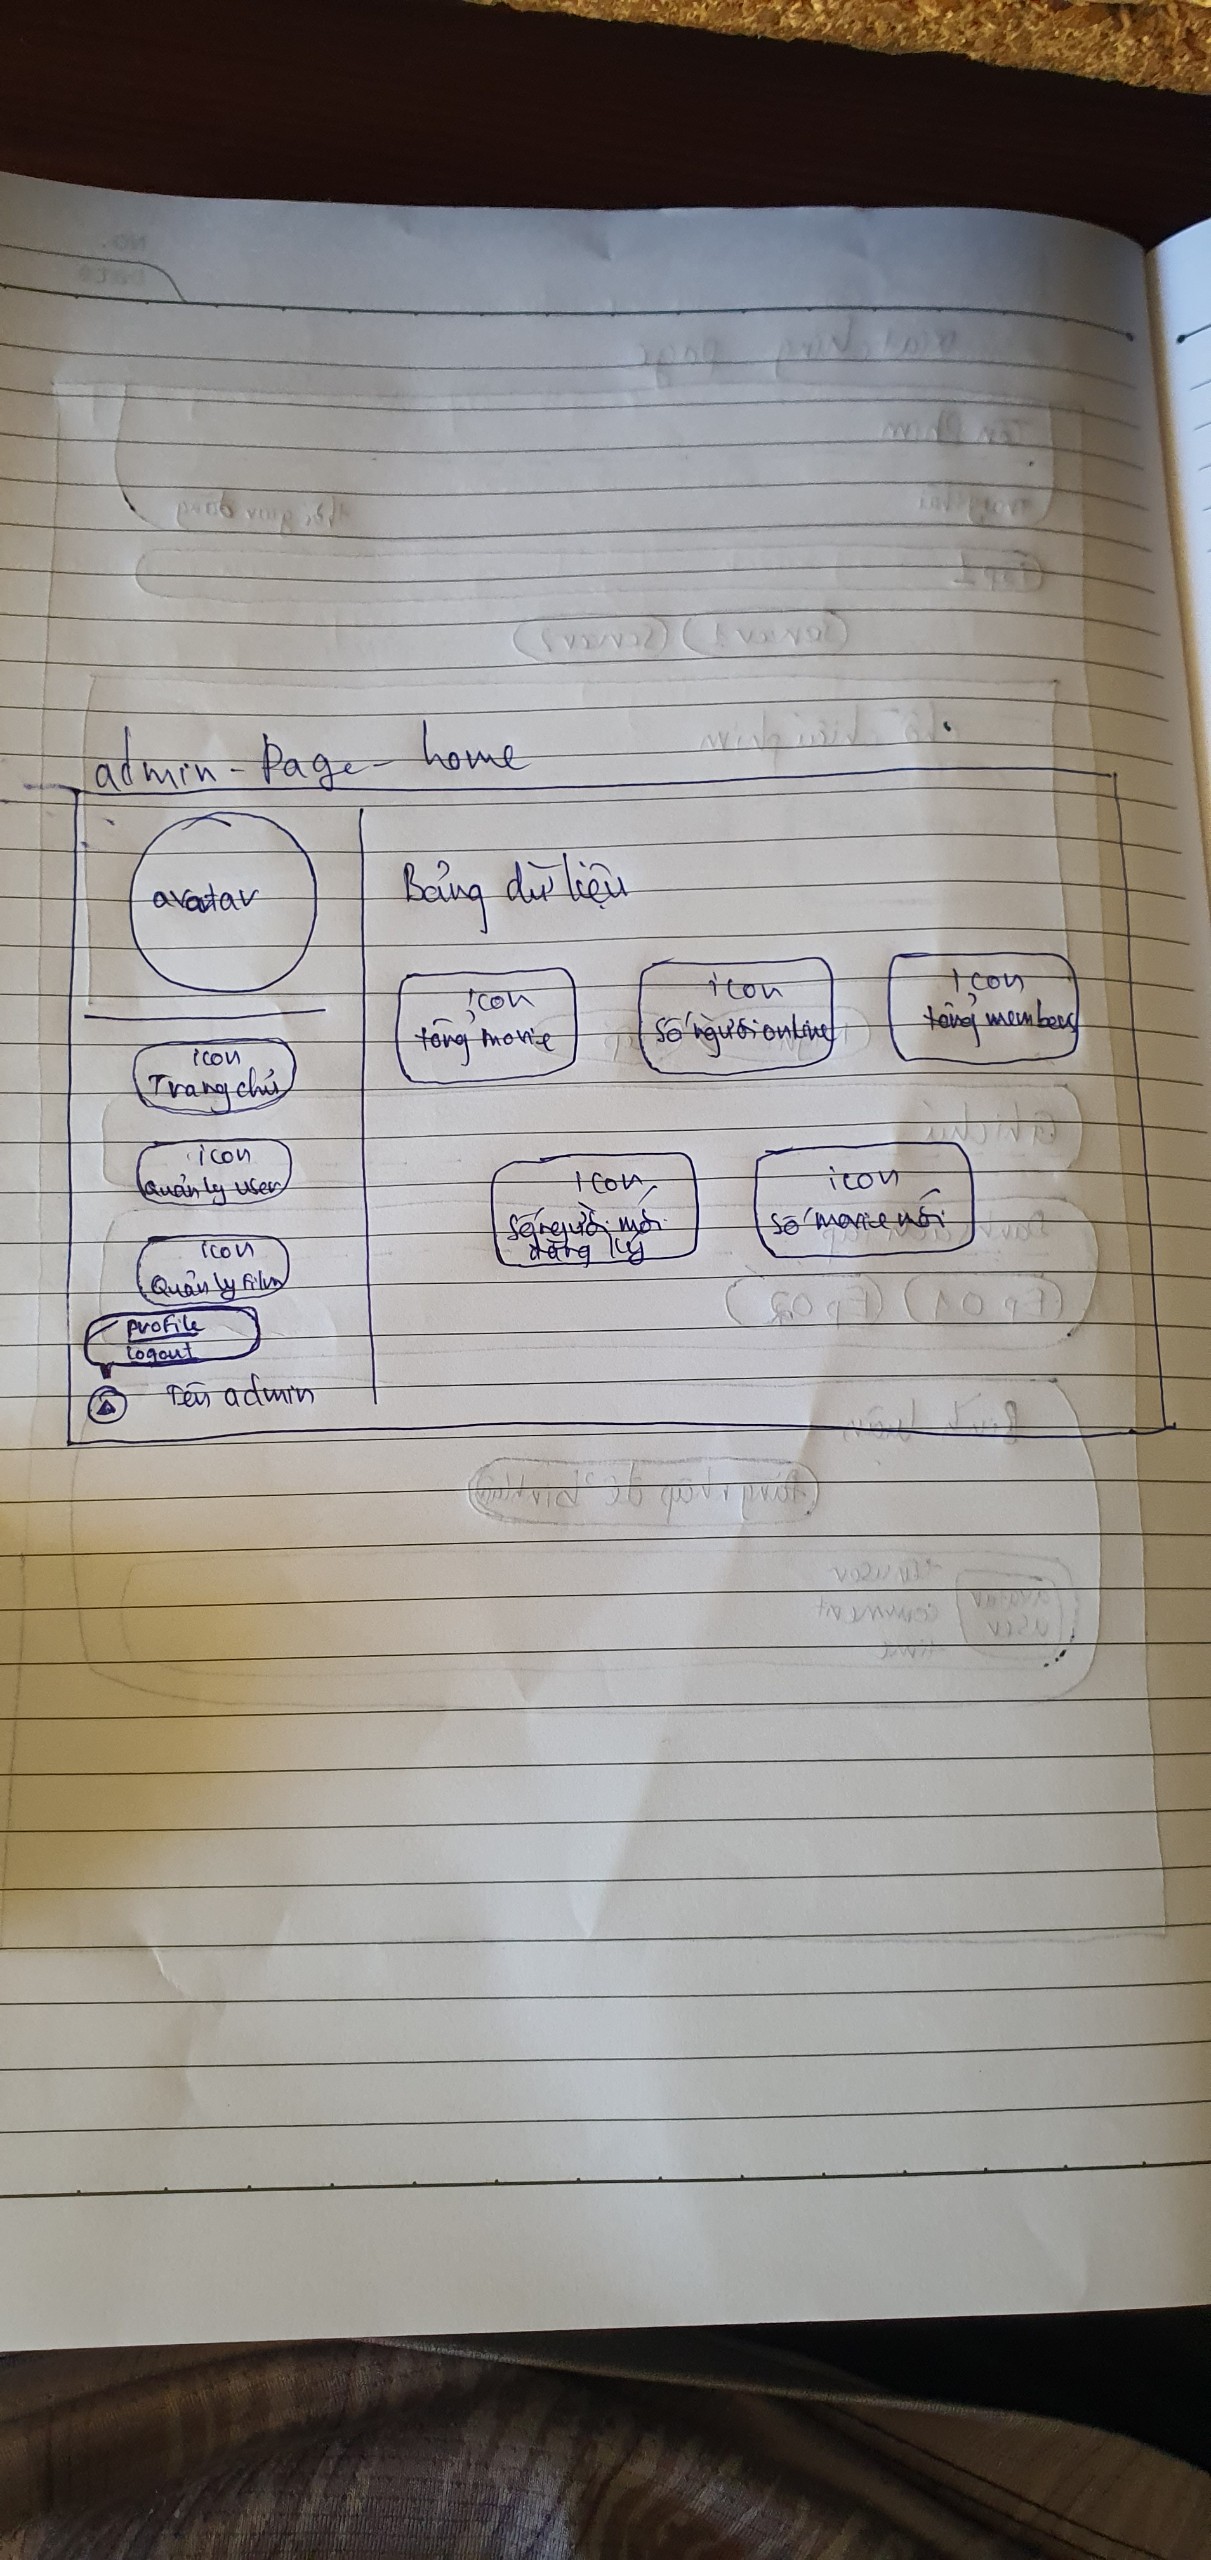 admin - Page - home
avatar
icon
Trang chủ
icon
Quản lý user
icon
Quản lý film
profile
logout
Tên admin
Bảng dữ liệu
icon
tổng movie
icon
số người online
icon
tổng members
icon
số người mới
đăng ký
icon
số movie mới